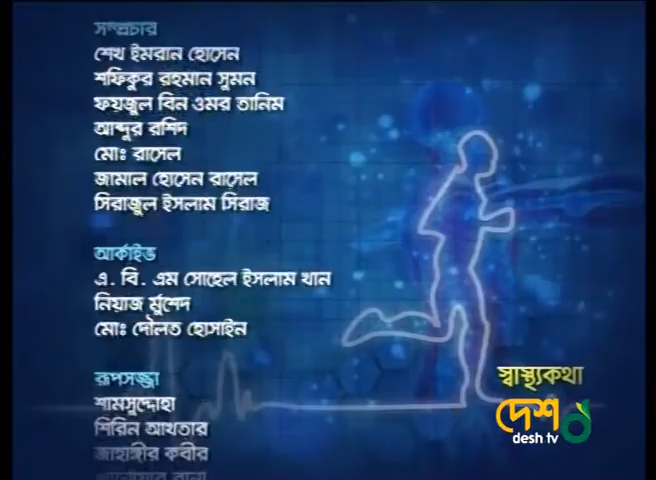 সম্প্রচার
শেখ ইমরান হোসেন
শফিকুর রহমান সুমন
ফয়জুল বিন ওমর তানিম
আব্দুর রশিদ
মোঃ রাসেল
জামাল হোসেন রাসেল
সিরাজুল ইসলাম সিরাজ
আর্কাইভ
এ. বি. এম সোহেল ইসলাম খান
নিয়াজ র্মুশেদ
মোঃ দৌলত হোসাইন
রূপসজ্জা
শামসুদ্দোহা
শিরিন আখতার
জাহাঙ্গীর কবীর
স্বাস্থ্যকথা
দেশ
desh tv